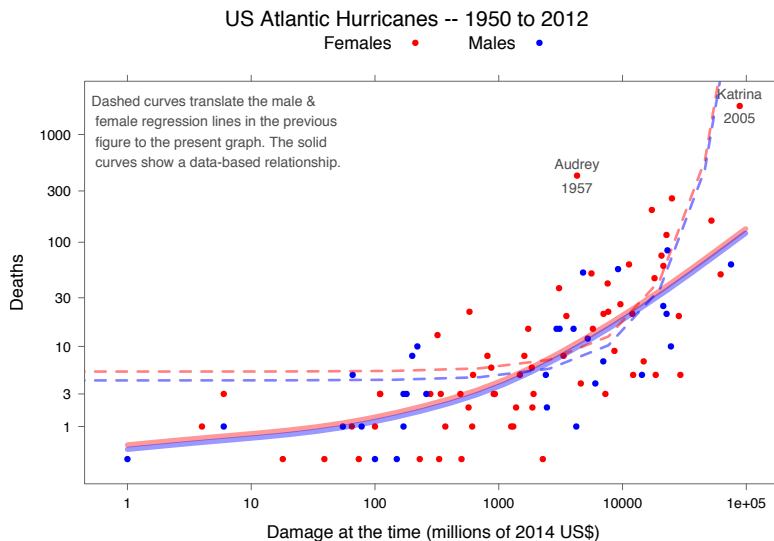 US Atlantic Hurricanes -- 1950 to 2012
Females
Males
Dashed curves translate the male &
female regression lines in the previous
figure to the present graph. The solid
curves show a data-based relationship.
Katrina
2005
Audrey
1957
Deaths
1000
300
100
30
10
3
1
1
10
100
1000
10000
1e+05
Damage at the time (millions of 2014 US$)